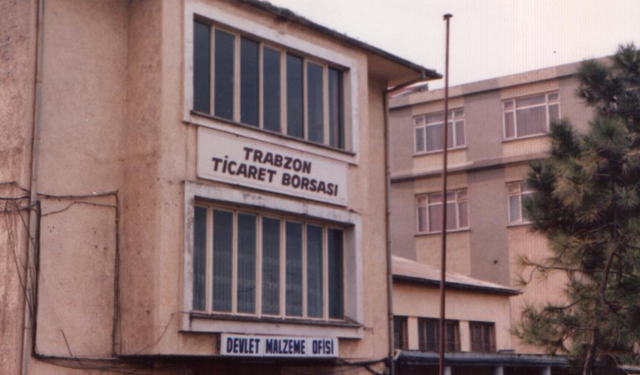 TRABZON
TİCARET BORSASI
DEVLET MALZEME OFİSİ